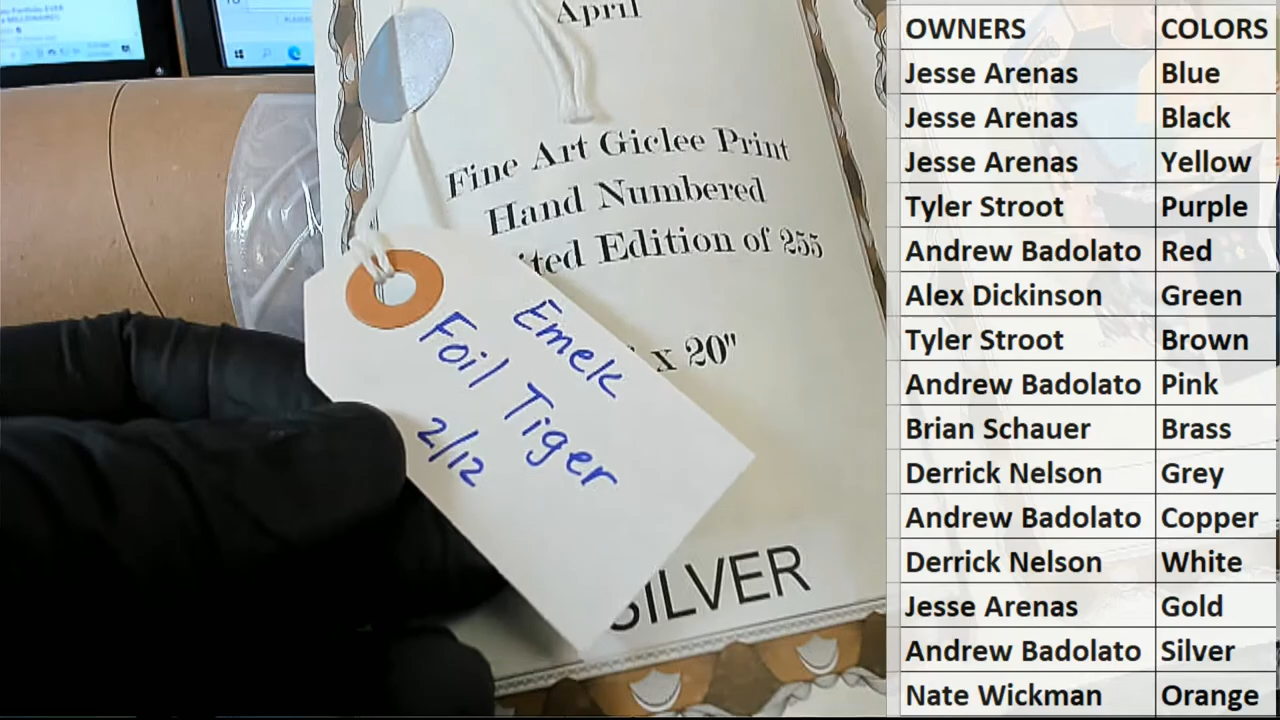 April
Fine Art Giclee Print
Hand Numbered
Edition of 255
x 20"
Emek
Foil Tiger
2/12
SILVER
OWNERS COLORS
Jesse Arenas Blue
Jesse Arenas Black
Jesse Arenas Yellow
Tyler Stroot Purple
Andrew Badolato Red
Alex Dickinson Green
Tyler Stroot Brown
Andrew Badolato Pink
Brian Schauer Brass
Derrick Nelson Grey
Andrew Badolato Copper
Derrick Nelson White
Jesse Arenas Gold
Andrew Badolato Silver
Nate Wickman Orange